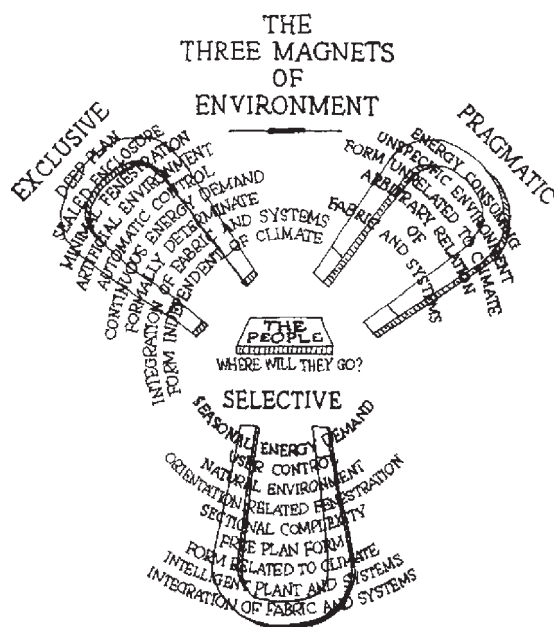 THE
THREE MAGNETS
OF
ENVIRONMENT
EXCLUSIVE
DEEP PLAN
SEALED ENCLOSURE
MINIMAL FENESTRATION
ARTIFICIAL ENVIRONMENT
AUTOMATIC CONTROL
CONTINUOUS ENERGY DEMAND
FORMALLY DETERMINATE
INTEGRATION OF FABRIC AND SYSTEMS
FORM INDEPENDENT OF CLIMATE
PRAGMATIC
ENERGY CONSUMING
UNSPECIFIC ENVIRONMENT
FORM UNRELATED TO CLIMATE
ARBITRARY RELATION
OF
FABRIC AND SYSTEMS
THE
PEOPLE
WHERE WILL THEY GO?
SELECTIVE
SEASONAL ENERGY DEMAND
USER CONTROL
NATURAL ENVIRONMENT
ORIENTATION RELATED FENESTRATION
SECTIONAL COMPLEXITY
FREE PLAN FORM
FORM RELATED TO CLIMATE
INTELLIGENT PLANT AND SYSTEMS
INTEGRATION OF FABRIC AND SYSTEMS